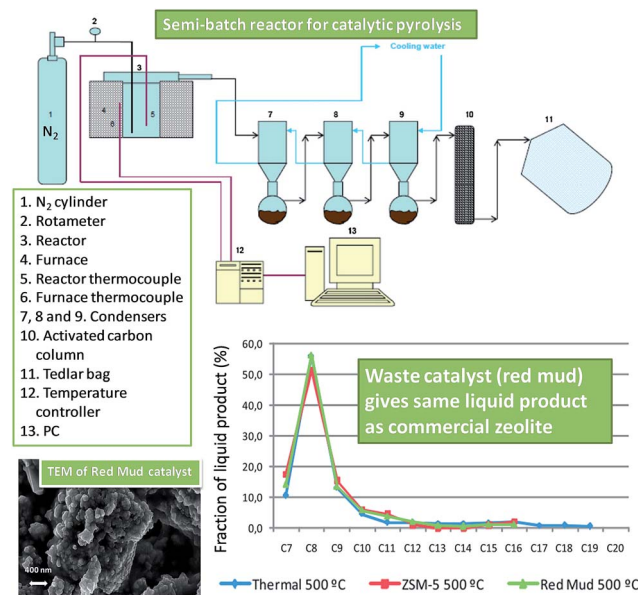 Semi-batch reactor for catalytic pyrolysis
2
Cooling water
3
7
8
9
10
11
1
N2
4
6
5
12
13
1. N2 cylinder
2. Rotameter
3. Reactor
4. Furnace
5. Reactor thermocouple
6. Furnace thermocouple
7, 8 and 9. Condensers
10. Activated carbon
column
11. Tedlar bag
12. Temperature
controller
13. PC
TEM of Red Mud catalyst
400 nm
Fraction of liquid product (%)
60,0
50,0
40,0
30,0
20,0
10,0
0,0
Waste catalyst (red mud)
gives same liquid product
as commercial zeolite
C7 C8 C9 C10 C11 C12 C13 C14 C15 C16 C17 C18 C19 C20
Thermal 500 ºC ZSM-5 500 ºC Red Mud 500 ºC